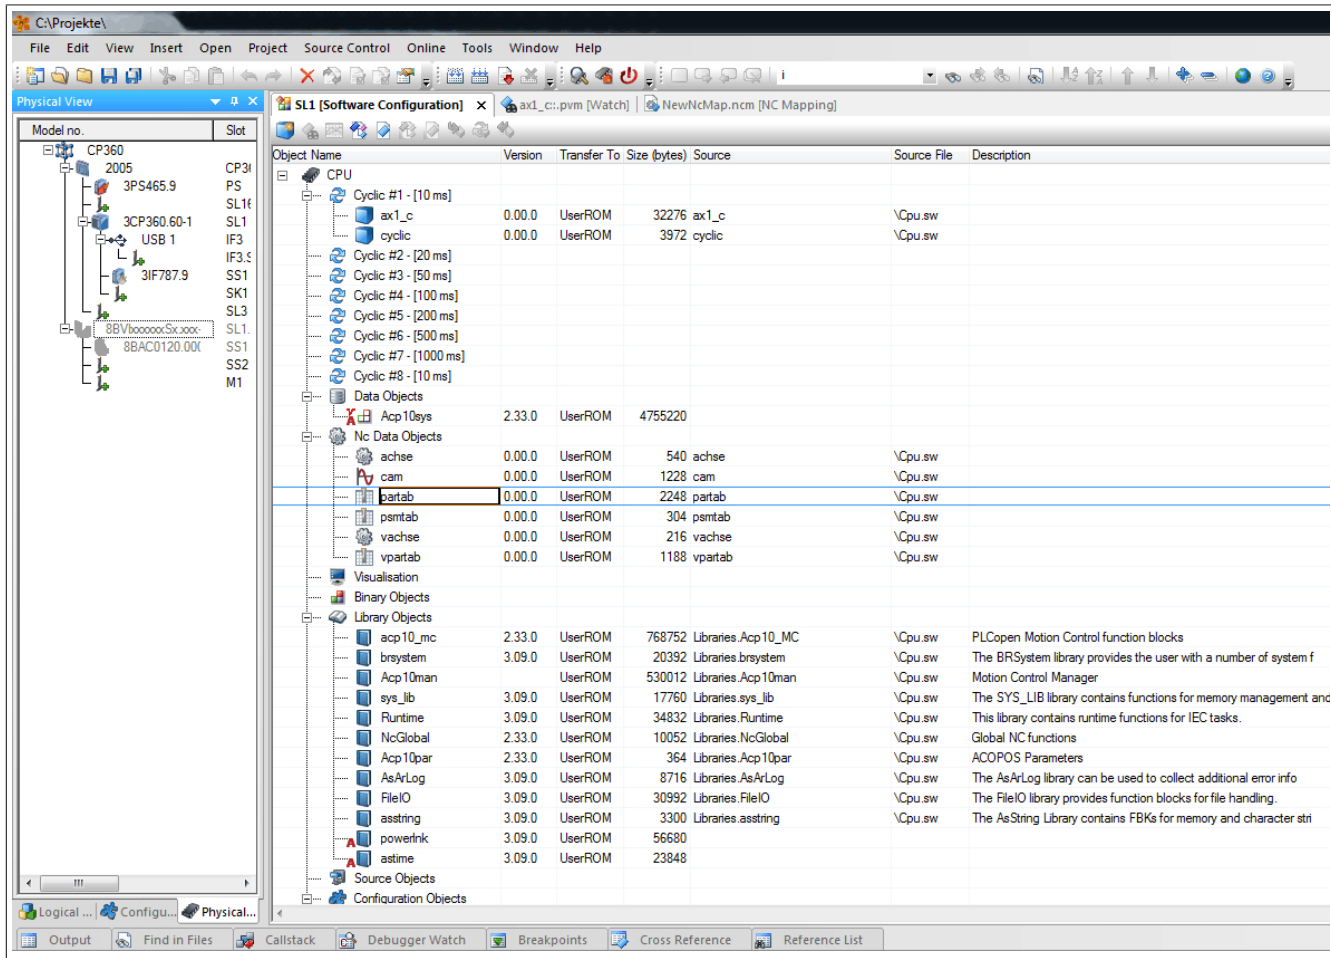 C:\Projekte\
File Edit View Insert Open Project Source Control Online Tools Window Help
i
Physical View
SL1 [Software Configuration] ax1_c::.pvm [Watch] NewNcMap.ncm [NC Mapping]
Model no. Slot
CP360
2005 CP3
3PS465.9 PS
SL1
3CP360.60-1 SL1
USB 1 IF3
IF3.S
3IF787.9 SS1
SK1
SL3
SL1.
8BAC0120.00 SS1
SS2
M1
Object Name Version Transfer To Size (bytes) Source Source File Description
CPU
Cyclic #1 - [10 ms]
ax1_c 0.00.0 UserROM 32276 ax1_c \Cpu.sw
cyclic 0.00.0 UserROM 3972 cyclic \Cpu.sw
Cyclic #2 - [20 ms]
Cyclic #3 - [50 ms]
Cyclic #4 - [100 ms]
Cyclic #5 - [200 ms]
Cyclic #6 - [500 ms]
Cyclic #7 - [1000 ms]
Cyclic #8 - [10 ms]
Data Objects
Acp10sys 2.33.0 UserROM 4755220
Nc Data Objects
achse 0.00.0 UserROM 540 achse \Cpu.sw
cam 0.00.0 UserROM 1228 cam \Cpu.sw
partab 0.00.0 UserROM 2248 partab \Cpu.sw
psmtab 0.00.0 UserROM 304 psmtab \Cpu.sw
vachse 0.00.0 UserROM 216 vachse \Cpu.sw
vpartab 0.00.0 UserROM 1188 vpartab \Cpu.sw
Visualisation
Binary Objects
Library Objects
acp10_mc 2.33.0 UserROM 768752 Libraries.Acp10_MC \Cpu.sw PLCopen Motion Control function blocks
brsystem 3.09.0 UserROM 20392 Libraries.brsystem \Cpu.sw The BRSystem library provides the user with a number of system f
Acp10man UserROM 530012 Libraries.Acp10man \Cpu.sw Motion Control Manager
sys_lib 3.09.0 UserROM 17760 Libraries.sys_lib \Cpu.sw The SYS_LIB library contains functions for memory management and
Runtime 3.09.0 UserROM 34832 Libraries.Runtime \Cpu.sw This library contains runtime functions for IEC tasks.
NcGlobal 2.33.0 UserROM 10052 Libraries.NcGlobal \Cpu.sw Global NC functions
Acp10par 2.33.0 UserROM 364 Libraries.Acp10par \Cpu.sw ACOPOS Parameters
AsArLog 3.09.0 UserROM 8716 Libraries.AsArLog \Cpu.sw The AsArLog library can be used to collect additional error info
FileIO 3.09.0 UserROM 30992 Libraries.FileIO \Cpu.sw The FileIO library provides function blocks for file handling.
asstring 3.09.0 UserROM 3300 Libraries.asstring \Cpu.sw The AsString Library contains FBKs for memory and character stri
powerlnk 3.09.0 UserROM 56680
astime 3.09.0 UserROM 23848
Source Objects
Configuration Objects
Logical ... Configu... Physical...
Output Find in Files Callstack Debugger Watch Breakpoints Cross Reference Reference List